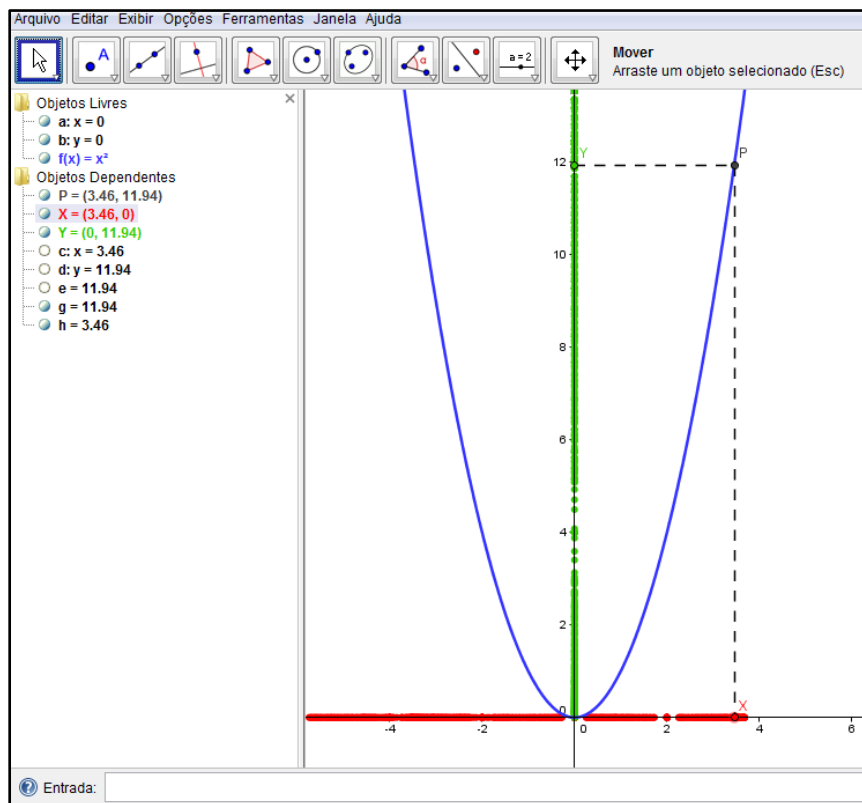 Arquivo Editar Exibir Opções Ferramentas Janela Ajuda
A
α
a = 2
Mover
Arraste um objeto selecionado (Esc)
Objetos Livres
a: x = 0
b: y = 0
f(x) = x²
Objetos Dependentes
P = (3.46, 11.94)
X = (3.46, 0)
Y = (0, 11.94)
c: x = 3.46
d: y = 11.94
e = 11.94
g = 11.94
h = 3.46
Y
P
12
10
8
6
4
2
0
X
-4 -2 0 2 4 6
Entrada: